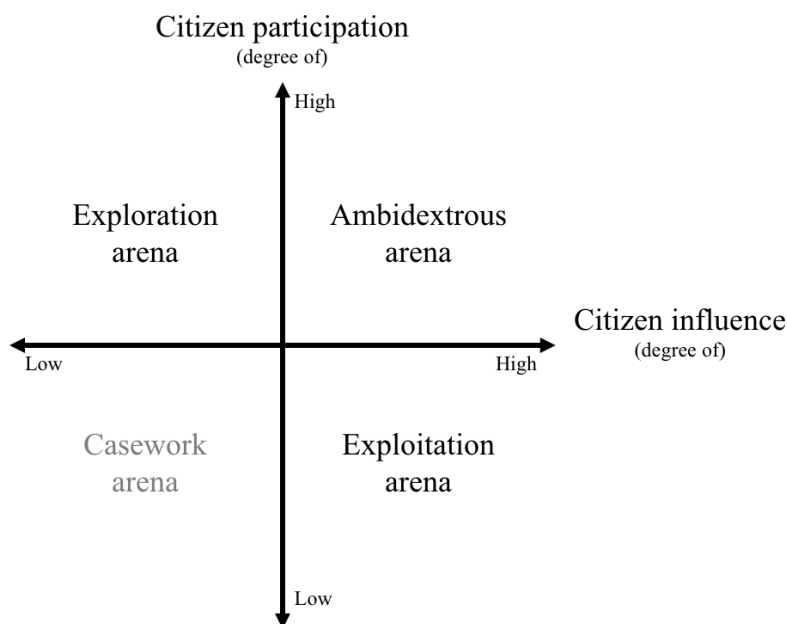 Citizen participation
(degree of)
High
Exploration
arena
Ambidextrous
arena
Citizen influence
(degree of)
Low
High
Casework
arena
Exploitation
arena
Low